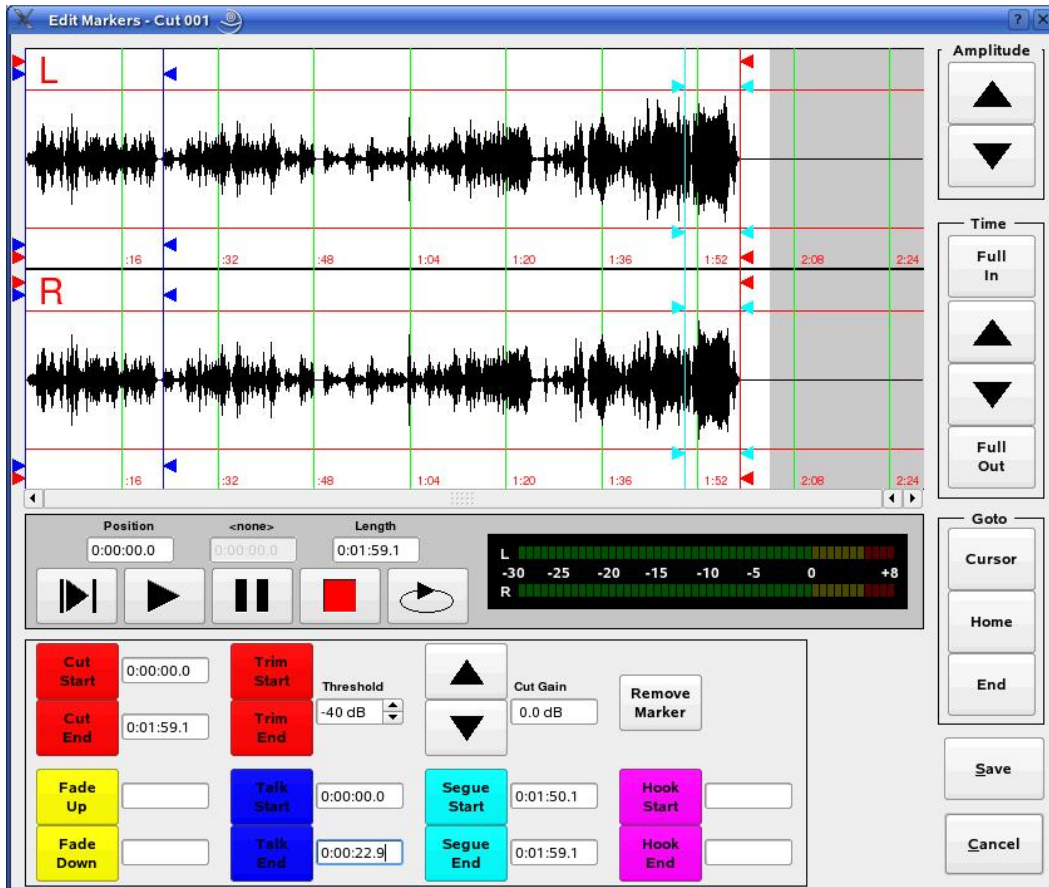 Edit Markers - Cut 001
?
Amplitude
L
:16 :32 :48 1:04 1:20 1:36 1:52 2:08 2:24
R
:16 :32 :48 1:04 1:20 1:36 1:52 2:08 2:24
Time
Full
In
Full
Out
Position <none> Length
0:00:00.0 0:00:00.0 0:01:59.1
L
-30 -25 -20 -15 -10 -5 0 +8
R
Goto
Cursor
Home
End
Cut
Start
0:00:00.0
Cut
End
0:01:59.1
Trim
Start
Trim
End
Threshold
-40 dB
Cut Gain
0.0 dB
Remove
Marker
Fade
Up
Fade
Down
Talk
Start
0:00:00.0
Talk
End
0:00:22.9
Segue
Start
0:01:50.1
Segue
End
0:01:59.1
Hook
Start
Hook
End
Save
Cancel